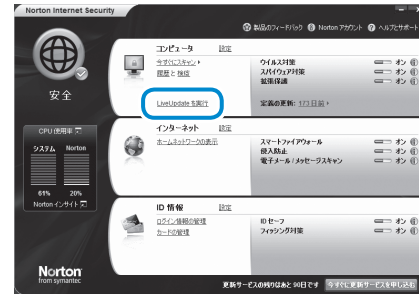 Norton Internet Security
製品のフィードバック Norton アカウント ヘルプとサポート
安全
CPU 使用率
システム Norton
61% 20%
Norton インサイト
Norton
from symantec
コンピュータ 設定
今すぐにスキャン
履歴 と 検疫
LiveUpdate を実行
ウイルス対策 オン
スパイウェア対策 オン
拡張保護 オン
定義の更新: 173 日前
インターネット 設定
ホームネットワークの表示
スマートファイアウォール オン
侵入防止 オン
電子メール / メッセージスキャン オン
ID 情報 設定
ログイン情報の管理
カードの管理
ID セーフ オン
フィッシング対策 オン
更新サービスの残りはあと 90日です 今すぐに更新サービスを申し込む